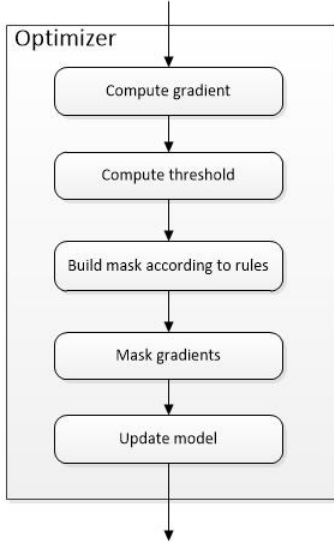 Optimizer
Compute gradient
Compute threshold
Build mask according to rules
Mask gradients
Update model